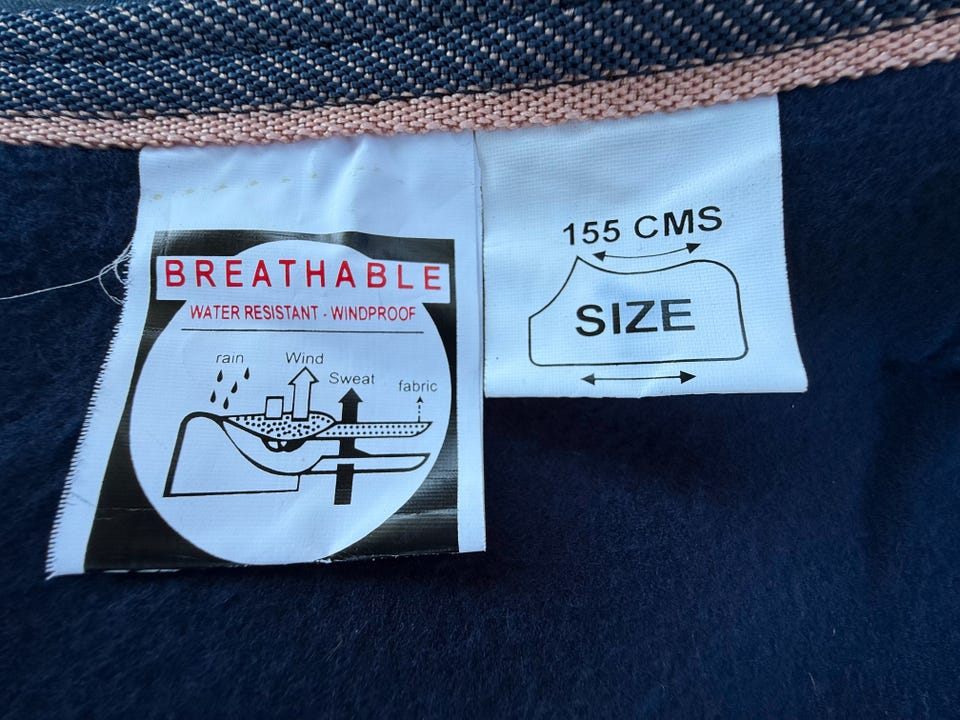 BREATHABLE
WATER RESISTANT - WINDPROOF
rain
Wind
Sweat
fabric
155 CMS
SIZE